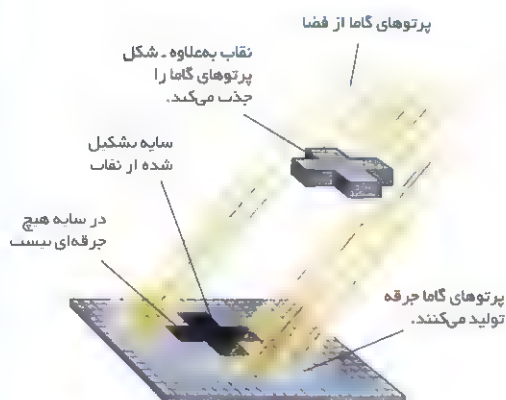 پرتوهای گاما از فضا
نقاب به‌علاوه ـ شکل
پرتوهای گاما را
جذب می‌کند.
سایه تشکیل
شده از نقاب
در سایه هیچ
جرقه‌ای نیست
پرتوهای گاما جرقه
تولید می‌کنند.